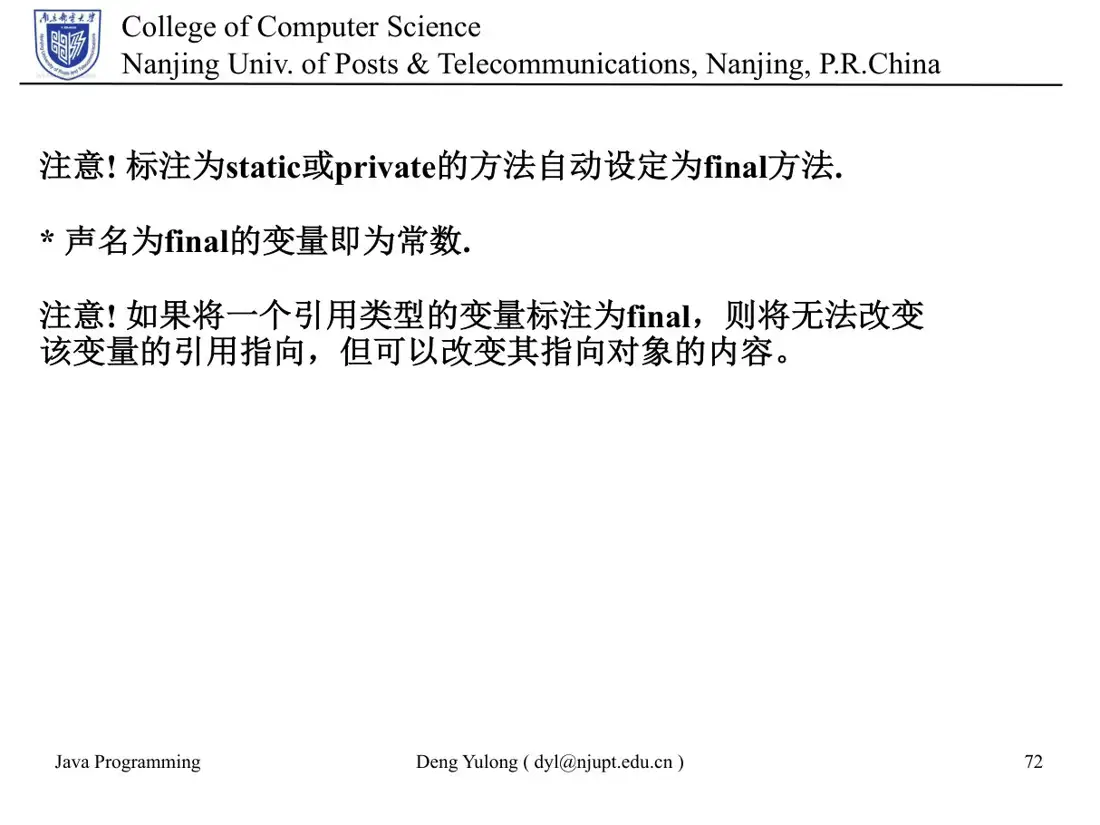 College of Computer Science
Nanjing Univ. of Posts & Telecommunications, Nanjing, P.R.China
注意! 标注为static或private的方法自动设定为final方法.
* 声名为final的变量即为常数.
注意! 如果将一个引用类型的变量标注为final，则将无法改变
该变量的引用指向，但可以改变其指向对象的内容。
Java Programming
Deng Yulong ( dyl@njupt.edu.cn )
72